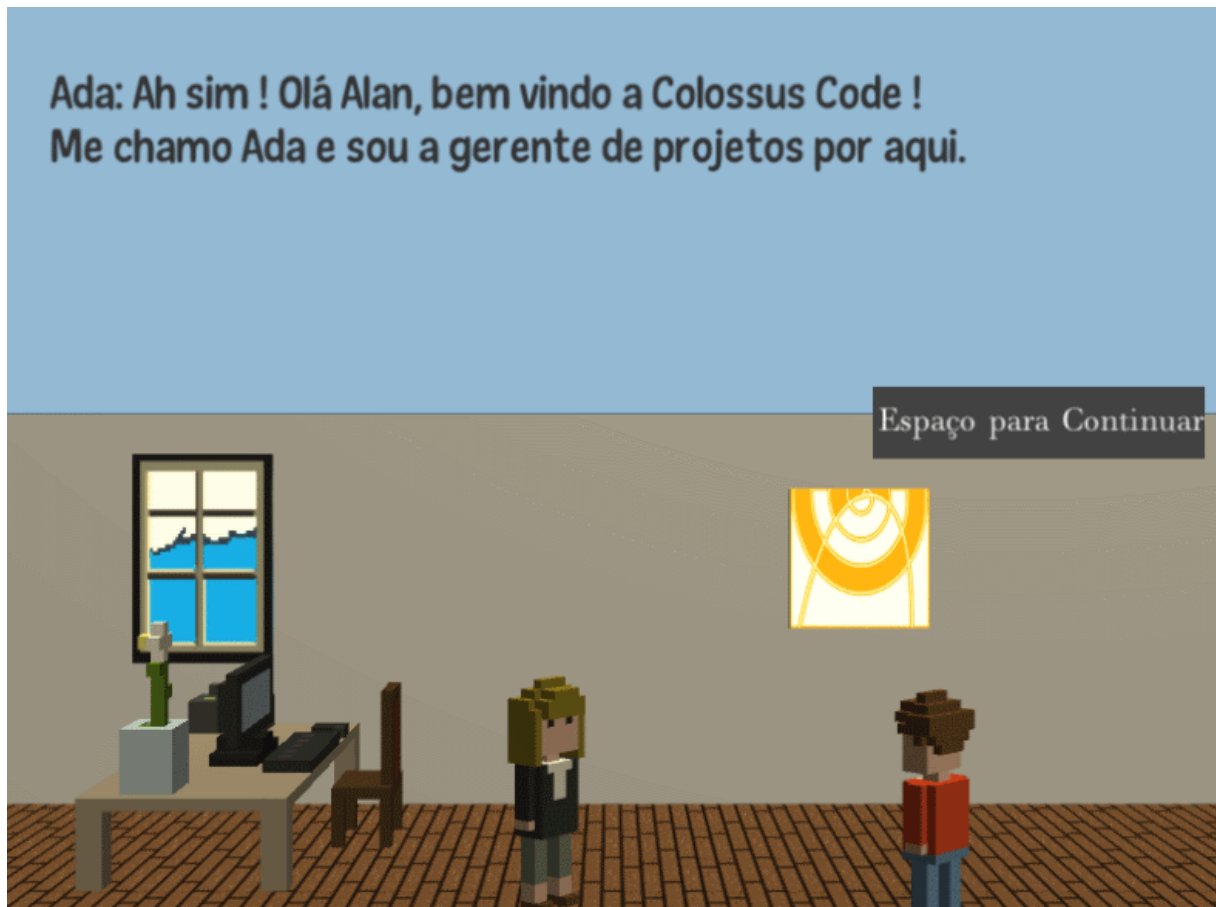 Ada: Ah sim ! Olá Alan, bem vindo a Colossus Code !
Me chamo Ada e sou a gerente de projetos por aqui.
Espaço para Continuar